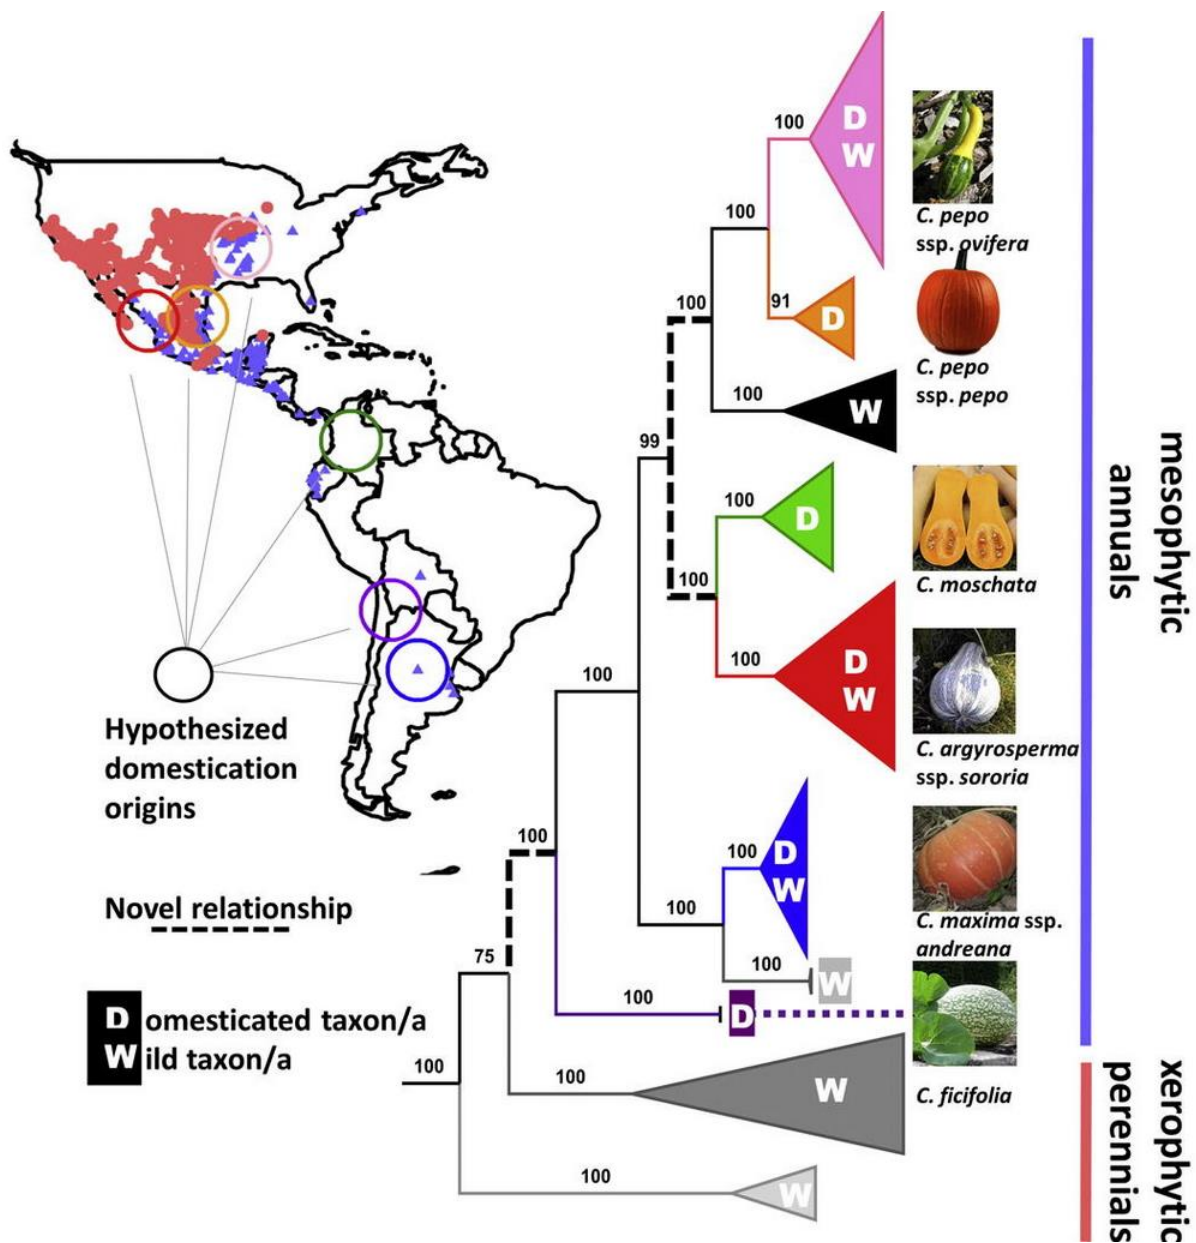 100
D
W
C. pepo
ssp. ovifera
100
91
D
C. pepo
ssp. pepo
100
100
W
99
100
D
C. moschata
100
100
D
W
C. argyrosperma
ssp. sororia
100
100
100
D
W
C. maxima ssp.
andreana
100
100
W
100
D
C. ficifolia
75
100
100
W
100
W
mesophytic
annuals
xerophytic
perennials
Hypothesized
domestication
origins
Novel relationship
D omesticated taxon/a
W ild taxon/a